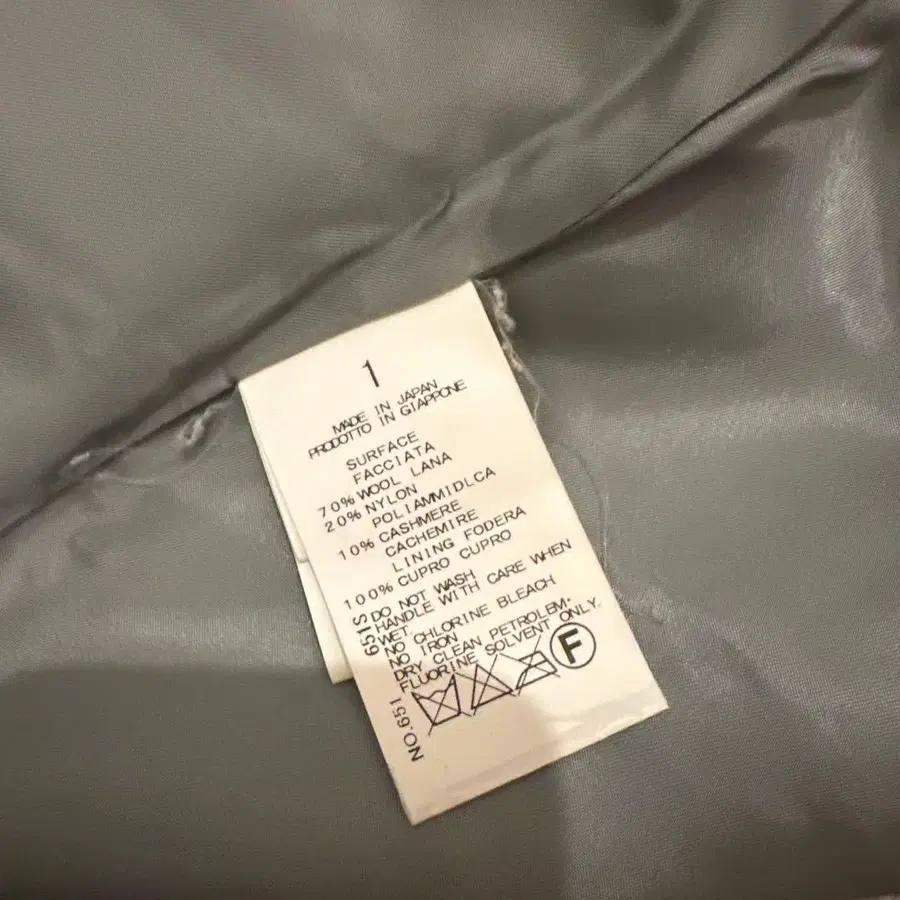 1
MADE IN JAPAN
PRODOTTO IN GIAPPONE
SURFACE
FACCIATA
70% WOOL LANA
20% NYLON
POLIAMMIDLCA
10% CASHMERE
CACHEMIRE
LINING FODERA
100% CUPRO CUPRO
DO NOT WASH
HANDLE WITH CARE WHEN
WET.
NO CHLORINE BLEACH
NO IRON
DRY CLEAN PETROLEM·
FLUORINE SOLVENT ONLY.
F
NO.651 651S